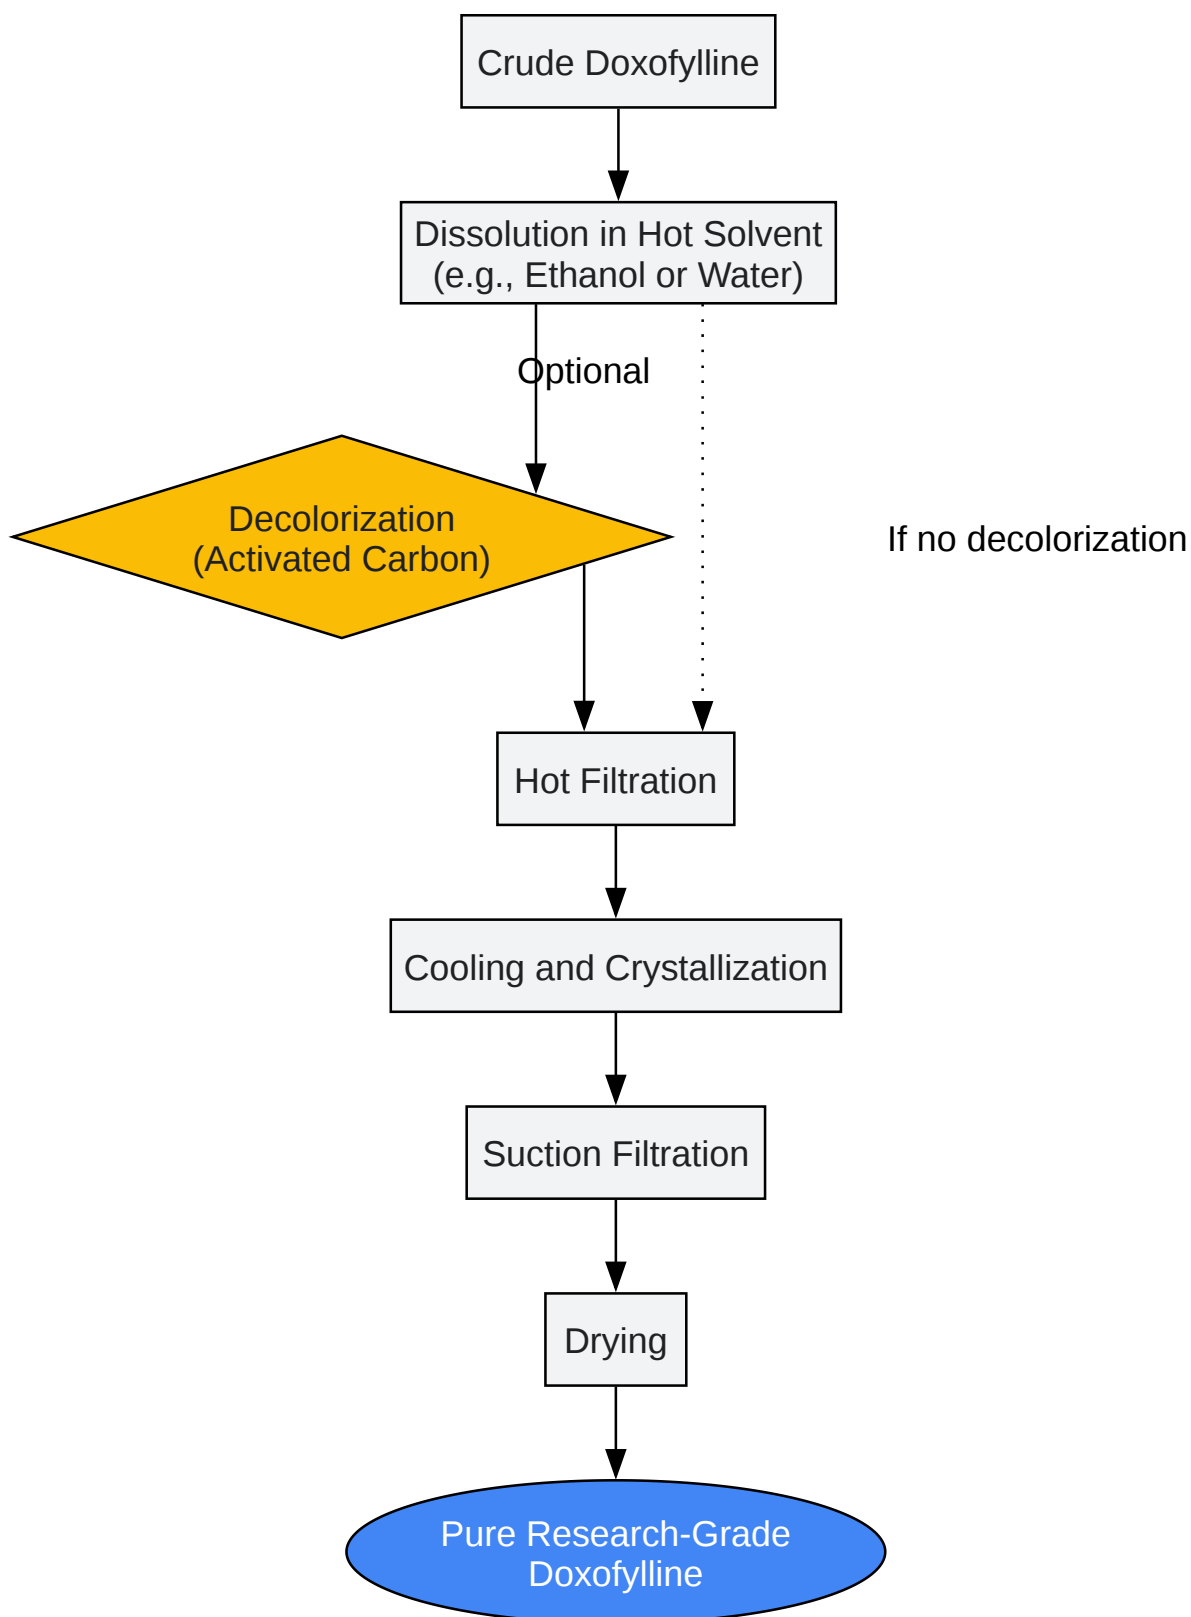 Crude Doxofylline
Dissolution in Hot Solvent
(e.g., Ethanol or Water)
Optional
Decolorization
(Activated Carbon)
If no decolorization
Hot Filtration
Cooling and Crystallization
Suction Filtration
Drying
Pure Research-Grade
Doxofylline